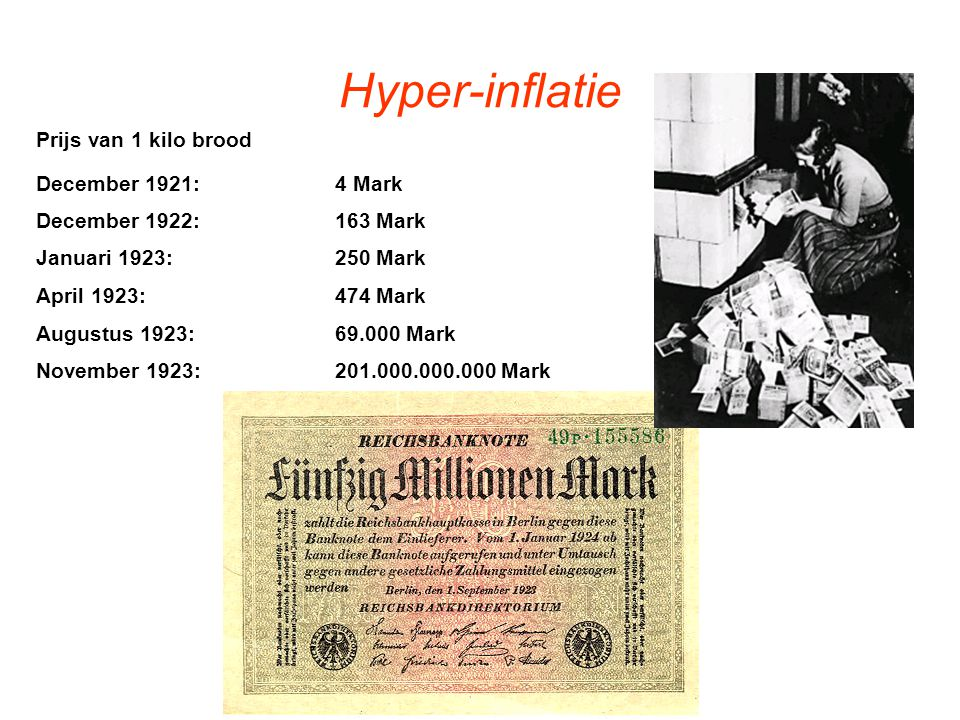 Hyper-inflatie
Prijs van 1 kilo brood
December 1921: 4 Mark
December 1922: 163 Mark
Januari 1923: 250 Mark
April 1923: 474 Mark
Augustus 1923: 69.000 Mark
November 1923: 201.000.000.000 Mark
49P·155586
REICHSBANKNOTE
Fünfzig Millionen Mark
zahlt die Reichsbankhauptkasse in Berlin gegen diese
Banknote dem Einlieferer. Vom 1. Januar 1924 ab
kann diese Banknote aufgerufen und unter Umtausch
gegen andere gesetzliche Zahlungsmittel eingezogen
werden
Berlin, den 1. September 1923
REICHSBANKDIREKTORIUM